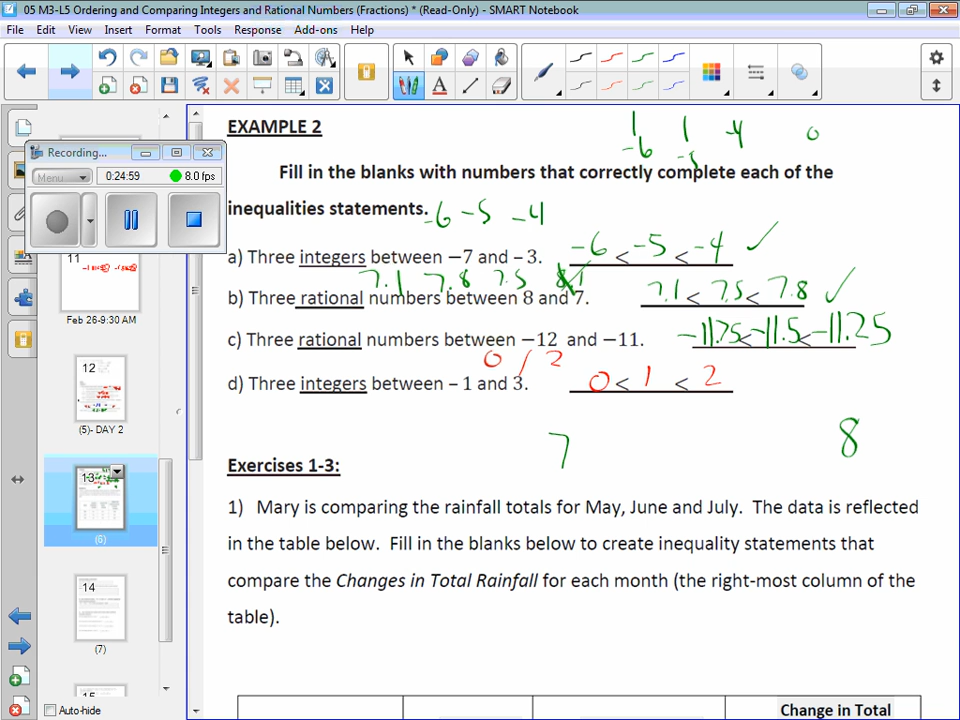 05 M3-L5 Ordering and Comparing Integers and Rational Numbers (Fractions) * (Read-Only) - SMART Notebook
File Edit View Insert Format Tools Response Add-ons Help
Recording...
Menu 0:24:59 8.0 fps
11
Feb 26-9:30 AM
12
(5)- DAY 2
13
(6)
14
(7)
15
Auto-hide
EXAMPLE 2
-6 -5 -4 0
Fill in the blanks with numbers that correctly complete each of the
inequalities statements. -6 -5 -4
a) Three integers between −7 and – 3. -6 < -5 < -4 ✓
7.1 7.8 7.5 8.1
b) Three rational numbers between 8 and 7. 7.1 < 7.5 < 7.8 ✓
c) Three rational numbers between −12 and −11. -11.75 < -11.5 < -11.25
0 1 2
d) Three integers between – 1 and 3. 0 < 1 < 2
7 8
Exercises 1-3:
1) Mary is comparing the rainfall totals for May, June and July. The data is reflected
in the table below. Fill in the blanks below to create inequality statements that
compare the Changes in Total Rainfall for each month (the right-most column of the
table).
Change in Total